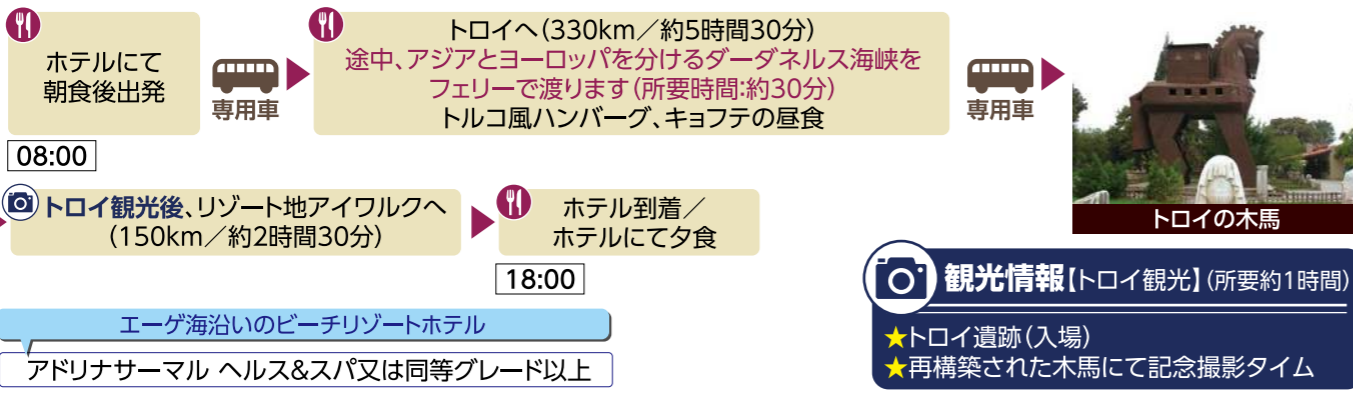 ホテルにて
朝食後出発
専用車
トロイへ(330km/約5時間30分)
途中、アジアとヨーロッパを分けるダーダネルス海峡を
フェリーで渡ります(所要時間:約30分)
トルコ風ハンバーグ、キョフテの昼食
専用車
トロイの木馬
08:00
トロイ観光後、リゾート地アイワルクへ
(150km/約2時間30分)
ホテル到着/
ホテルにて夕食
18:00
エーゲ海沿いのビーチリゾートホテル
アドリナサーマル ヘルス&スパ又は同等グレード以上
観光情報【トロイ観光】(所要約1時間)
★トロイ遺跡(入場)
★再構築された木馬にて記念撮影タイム